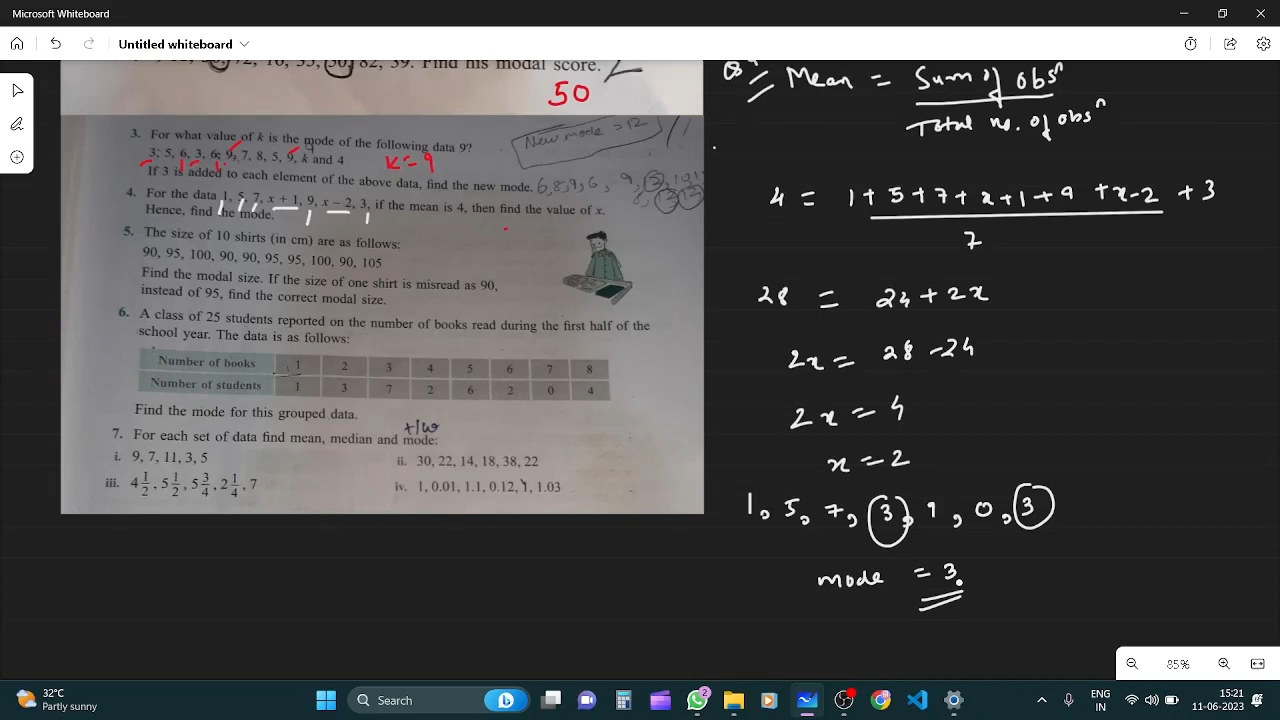 Microsoft Whiteboard
Untitled whiteboard
72, 10, 55, 50, 82, 39. Find his modal score.
50
3. For what value of k is the mode of the following data 9?
3, 5, 6, 3, 6, 9, 7, 8, 5, 9, k and 4
k=9
New mode = 12
If 3 is added to each element of the above data, find the new mode.
4. For the data 1, 5, 7, x + 1, 9, x − 2, 3, if the mean is 4, then find the value of x.
Hence, find the mode.
5. The size of 10 shirts (in cm) are as follows:
90, 95, 100, 90, 90, 95, 95, 100, 90, 105
Find the modal size. If the size of one shirt is misread as 90,
instead of 95, find the correct modal size.
6. A class of 25 students reported on the number of books read during the first half of the
school year. The data is as follows:
Number of books 1 2 3 4 5 6 7 8
Number of students 1 3 7 2 6 2 0 4
Find the mode for this grouped data.
7. For each set of data find mean, median and mode:
i. 9, 7, 11, 3, 5
ii. 30, 22, 14, 18, 38, 22
iii. 4 1/2, 5 1/2, 5 3/4, 2 1/4, 7
iv. 1, 0.01, 1.1, 0.12, 1, 1.03
Mean = Sum of obsⁿ
Total no. of obsⁿ
4 = 1 + 5 + 7 + x + 1 + 9 + x - 2 + 3
7
28 = 24 + 2x
2x = 28 - 24
2x = 4
x = 2
1, 5, 7, 3, 9, 0, 3
mode = 3.
85%
32°C
Partly sunny
Search
2
ENG
IN
15:21
11-06-2023